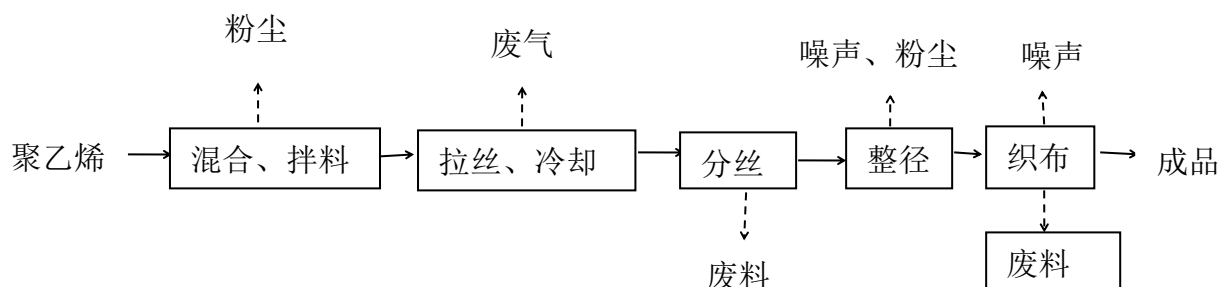 粉尘
废气
噪声、粉尘
噪声
聚乙烯
混合、拌料
拉丝、冷却
分丝
整径
织布
成品
废料
废料